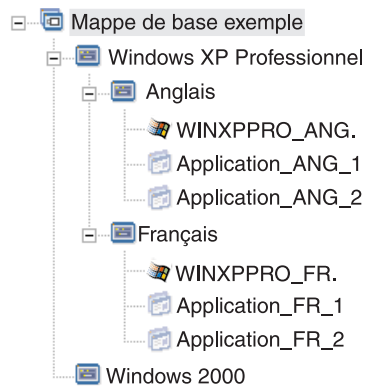 Mappe de base exemple
Windows XP Professionnel
Anglais
WINXPPRO_ANG.
Application_ANG_1
Application_ANG_2
Français
WINXPPRO_FR.
Application_FR_1
Application_FR_2
Windows 2000